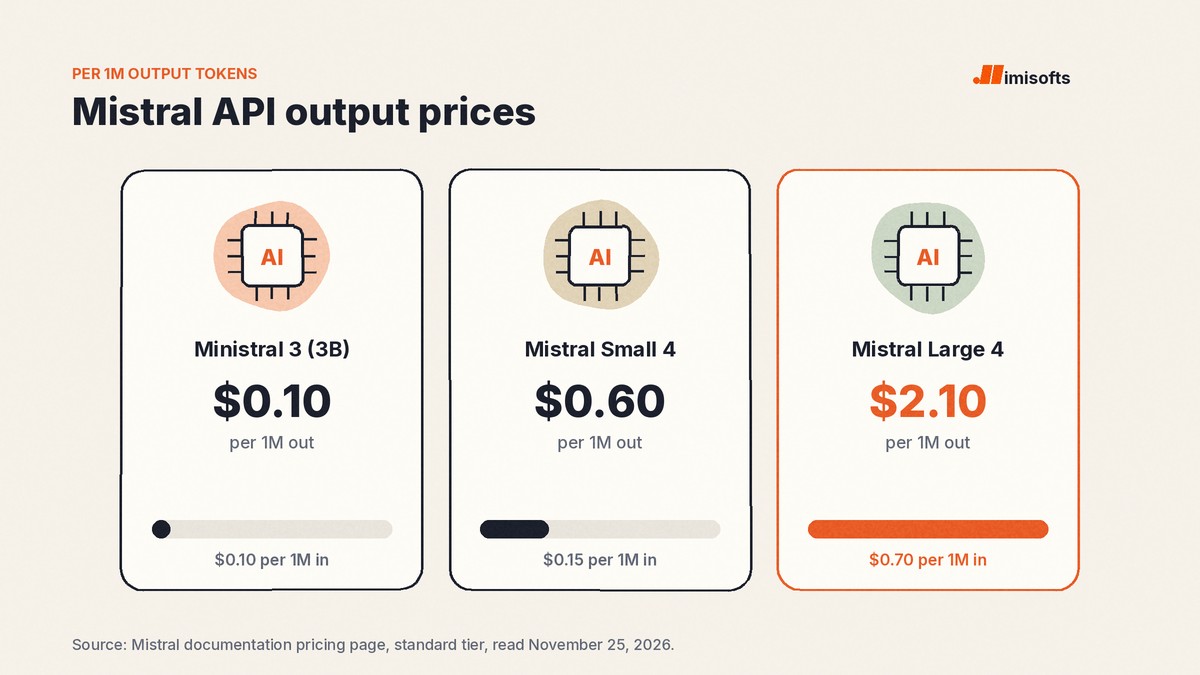 PER 1M OUTPUT TOKENS
Mistral API output prices
imisofts
AI
Ministral 3 (3B)
$0.10
per 1M out
$0.10 per 1M in
AI
Mistral Small 4
$0.60
per 1M out
$0.15 per 1M in
AI
Mistral Large 4
$2.10
per 1M out
$0.70 per 1M in
Source: Mistral documentation pricing page, standard tier, read November 25, 2026.